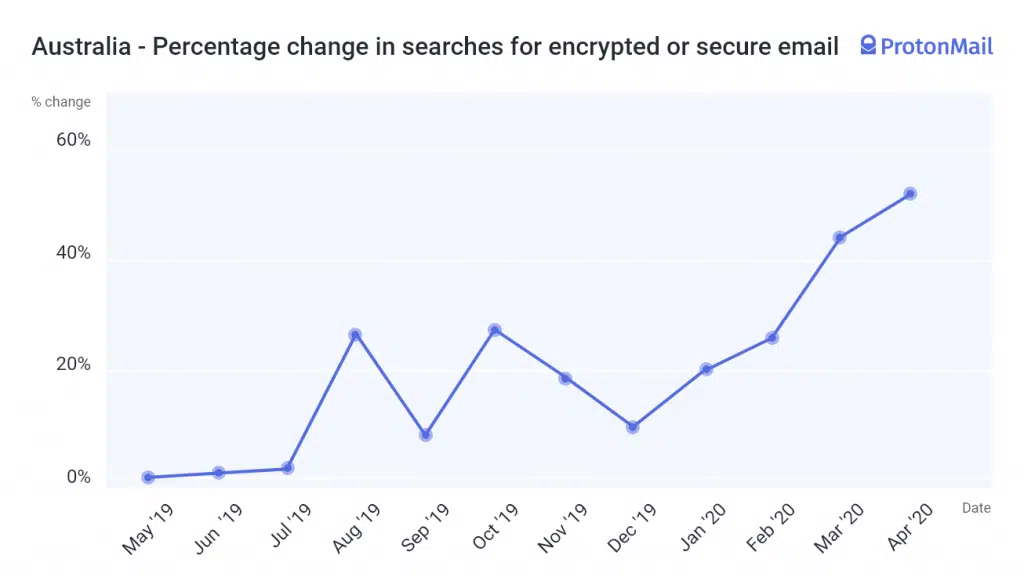 Australia - Percentage change in searches for encrypted or secure email ProtonMail
% change
60%
40%
20%
0%
May '19
Jun '19
Jul '19
Aug '19
Sep '19
Oct '19
Nov '19
Dec '19
Jan '20
Feb '20
Mar '20
Apr '20
Date